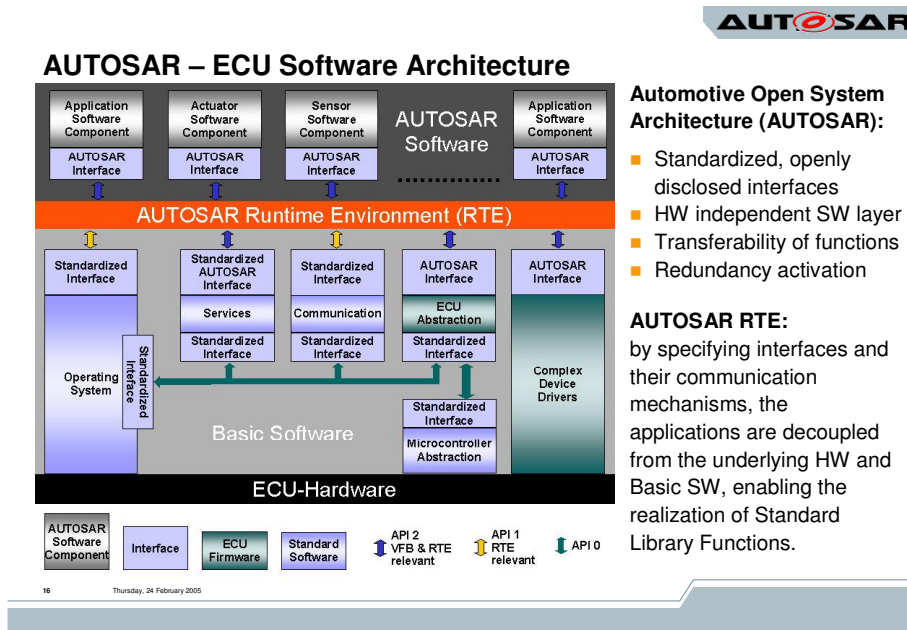 AUTOSAR
AUTOSAR – ECU Software Architecture
Application
Software
Component
AUTOSAR
Interface
Actuator
Software
Component
AUTOSAR
Interface
Sensor
Software
Component
AUTOSAR
Interface
AUTOSAR
Software
..............
Application
Software
Component
AUTOSAR
Interface
AUTOSAR Runtime Environment (RTE)
Standardized
Interface
Operating
System
Standardized
Interface
Standardized
AUTOSAR
Interface
Services
Standardized
Interface
Standardized
Interface
Communication
Standardized
Interface
AUTOSAR
Interface
ECU
Abstraction
Standardized
Interface
Standardized
Interface
Microcontroller
Abstraction
AUTOSAR
Interface
Complex
Device
Drivers
Basic Software
ECU-Hardware
AUTOSAR
Software
Component
Interface
ECU
Firmware
Standard
Software
API 2
VFB & RTE
relevant
API 1
RTE
relevant
API 0
Automotive Open System
Architecture (AUTOSAR):
Standardized, openly
disclosed interfaces
HW independent SW layer
Transferability of functions
Redundancy activation
AUTOSAR RTE:
by specifying interfaces and
their communication
mechanisms, the
applications are decoupled
from the underlying HW and
Basic SW, enabling the
realization of Standard
Library Functions.
16
Thursday, 24 February 2005